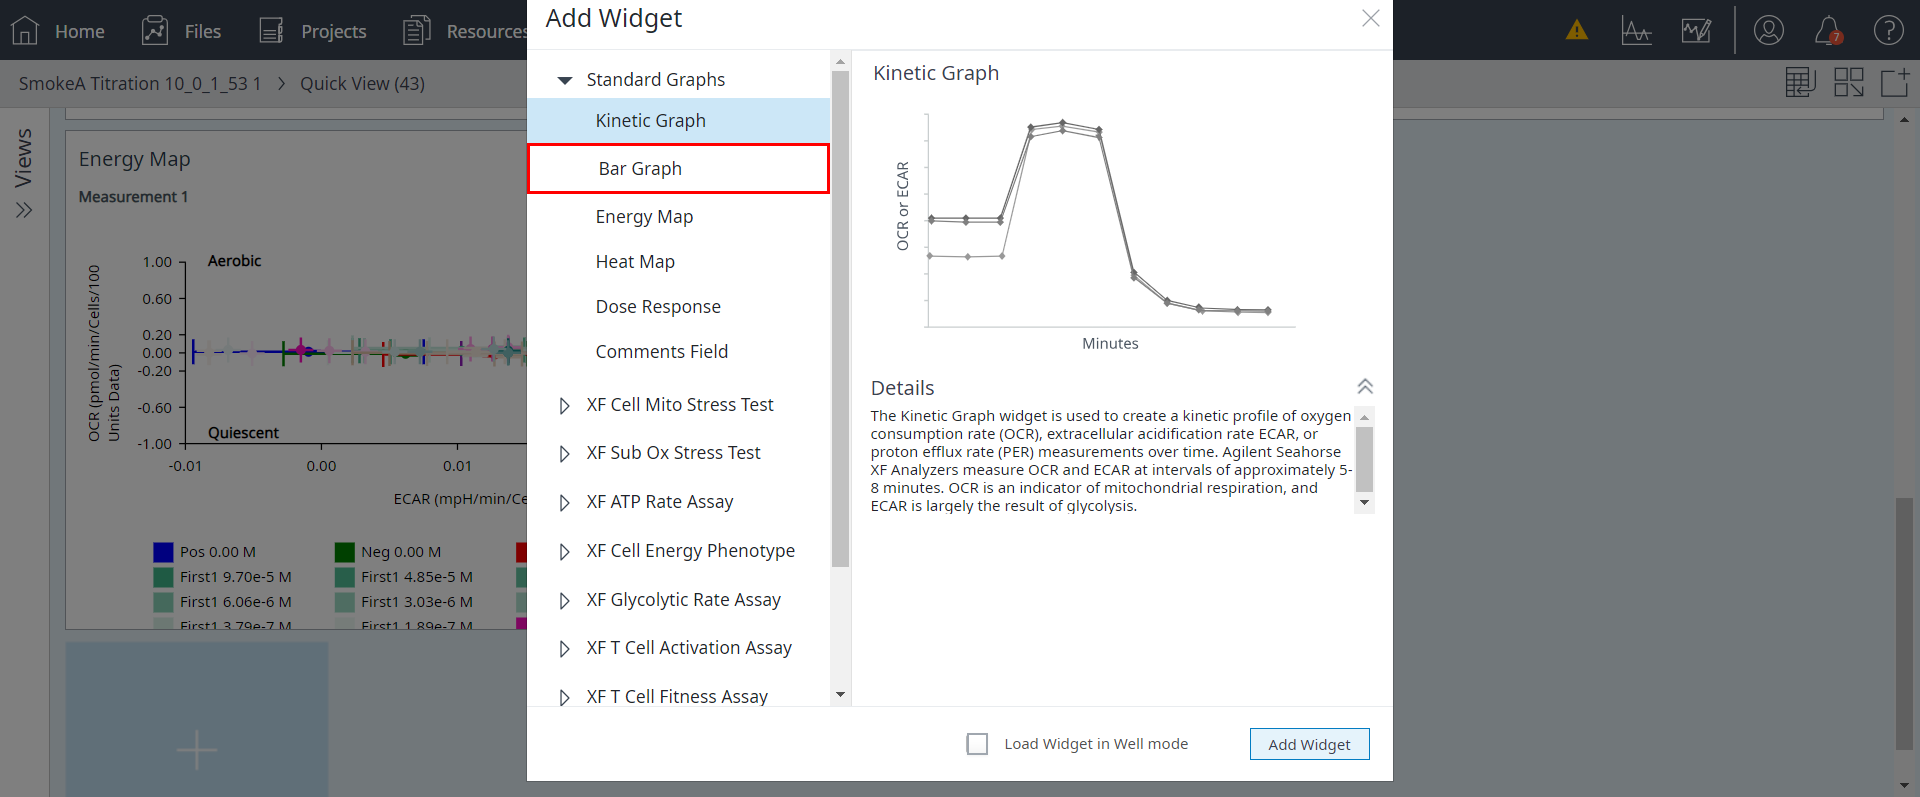 Home
Files
Projects
Resources
7
SmokeA Titration 10_0_1_53 1
Quick View (43)
Views
Energy Map
Measurement 1
OCR (pmol/min/Cells/100
Units Data)
1.00
0.60
0.20
0.00
-0.20
-0.60
-1.00
Aerobic
Quiescent
-0.01
0.00
0.01
ECAR (mpH/min/Ce
Pos 0.00 M
Neg 0.00 M
First1 9.70e-5 M
First1 4.85e-5 M
First1 6.06e-6 M
First1 3.03e-6 M
First1 3.79e-7 M
First1 1.89e-7 M
Add Widget
Standard Graphs
Kinetic Graph
Bar Graph
Energy Map
Heat Map
Dose Response
Comments Field
XF Cell Mito Stress Test
XF Sub Ox Stress Test
XF ATP Rate Assay
XF Cell Energy Phenotype
XF Glycolytic Rate Assay
XF T Cell Activation Assay
XF T Cell Fitness Assay
Kinetic Graph
OCR or ECAR
Minutes
Details
The Kinetic Graph widget is used to create a kinetic profile of oxygen
consumption rate (OCR), extracellular acidification rate ECAR, or
proton efflux rate (PER) measurements over time. Agilent Seahorse
XF Analyzers measure OCR and ECAR at intervals of approximately 5-
8 minutes. OCR is an indicator of mitochondrial respiration, and
ECAR is largely the result of glycolysis.
Load Widget in Well mode
Add Widget